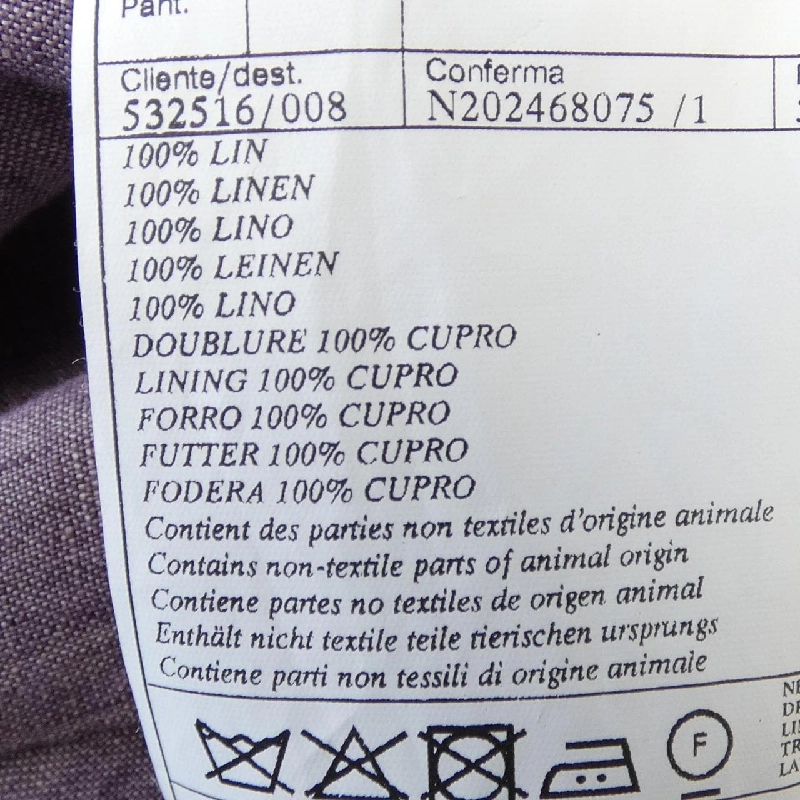 Pant.
Cliente/dest. Conferma
532516/008 N202468075 /1
100% LIN
100% LINEN
100% LINO
100% LEINEN
100% LINO
DOUBLURE 100% CUPRO
LINING 100% CUPRO
FORRO 100% CUPRO
FUTTER 100% CUPRO
FODERA 100% CUPRO
Contient des parties non textiles d'origine animale
Contains non-textile parts of animal origin
Contiene partes no textiles de origen animal
Enthält nicht textile teile tierischen ursprungs
Contiene parti non tessili di origine animale
F